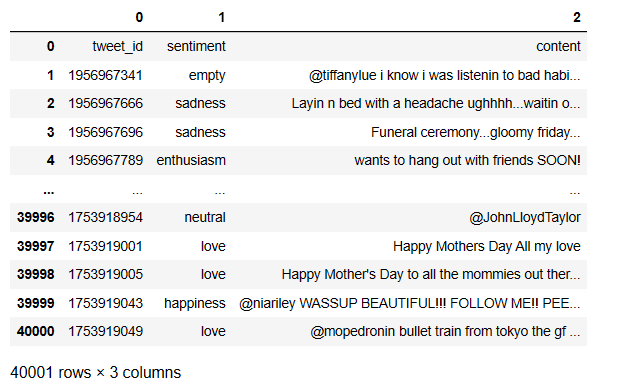 0 1 2
0 tweet_id sentiment content
1 1956967341 empty @tiffanylue i know i was listenin to bad habi...
2 1956967666 sadness Layin n bed with a headache ughhhh...waitin o...
3 1956967696 sadness Funeral ceremony...gloomy friday...
4 1956967789 enthusiasm wants to hang out with friends SOON!
... ... ... ...
39996 1753918954 neutral @JohnLloydTaylor
39997 1753919001 love Happy Mothers Day All my love
39998 1753919005 love Happy Mother's Day to all the mommies out ther...
39999 1753919043 happiness @niariley WASSUP BEAUTIFUL!!! FOLLOW ME!! PEE...
40000 1753919049 love @mopedronin bullet train from tokyo the gf ...
40001 rows × 3 columns